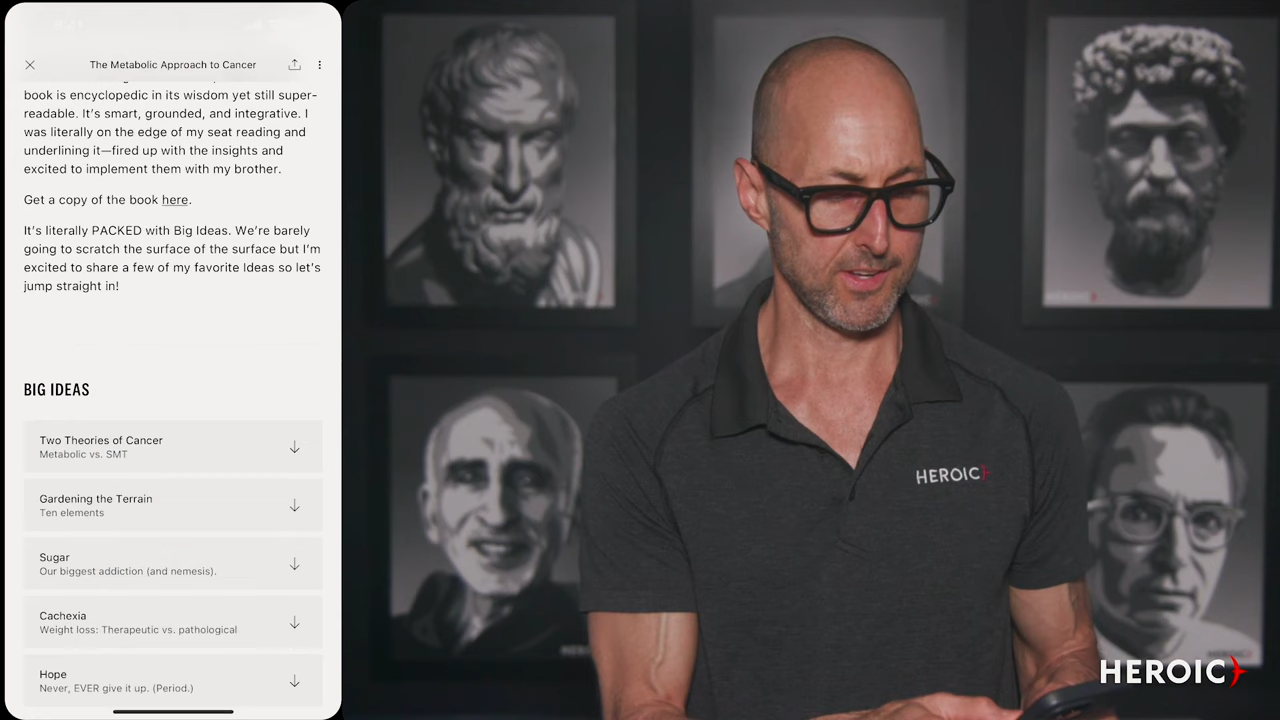 The Metabolic Approach to Cancer
book is encyclopedic in its wisdom yet still super-
readable. It's smart, grounded, and integrative. I
was literally on the edge of my seat reading and
underlining it—fired up with the insights and
excited to implement them with my brother.
Get a copy of the book here.
It's literally PACKED with Big Ideas. We're barely
going to scratch the surface of the surface but I'm
excited to share a few of my favorite Ideas so let's
jump straight in!
BIG IDEAS
Two Theories of Cancer
Metabolic vs. SMT
Gardening the Terrain
Ten elements
Sugar
Our biggest addiction (and nemesis).
Cachexia
Weight loss: Therapeutic vs. pathological
Hope
Never, EVER give it up. (Period.)
HEROIC
HEROIC